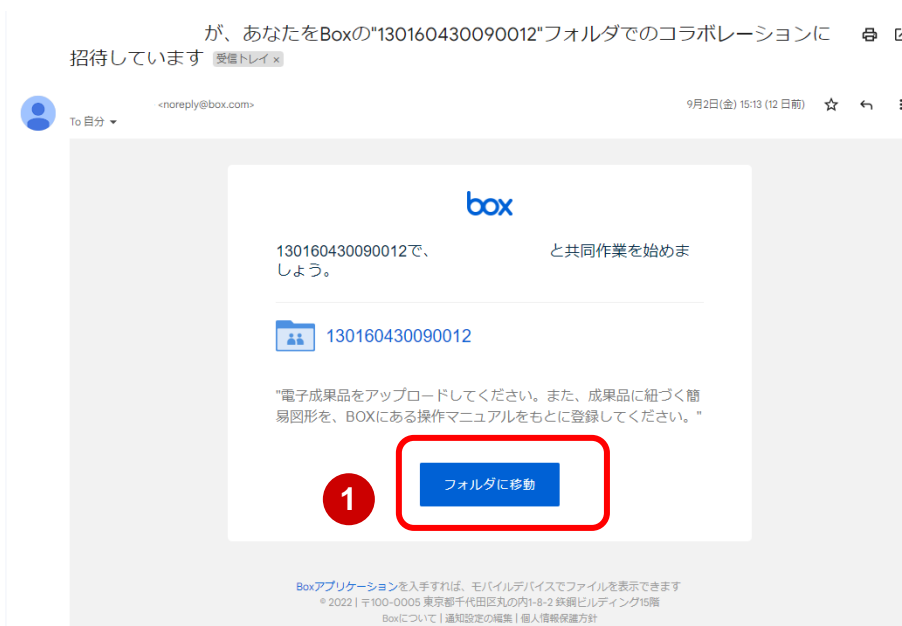 が、あなたをBoxの"130160430090012"フォルダでのコラボレーションに
招待しています 受信トレイ ×
<noreply@box.com> 9月2日(金) 15:13 (12 日前)
To 自分
box
130160430090012で、 と共同作業を始めま
しょう。
130160430090012
"電子成果品をアップロードしてください。また、成果品に紐づく簡
易図形を、BOXにある操作マニュアルをもとに登録してください。"
フォルダに移動
1
Boxアプリケーションを入手すれば、モバイルデバイスでファイルを表示できます
© 2022 | 〒100-0005 東京都千代田区丸の内1-8-2 鉃鋼ビルディング15階
Boxについて | 通知設定の編集 | 個人情報保護方針